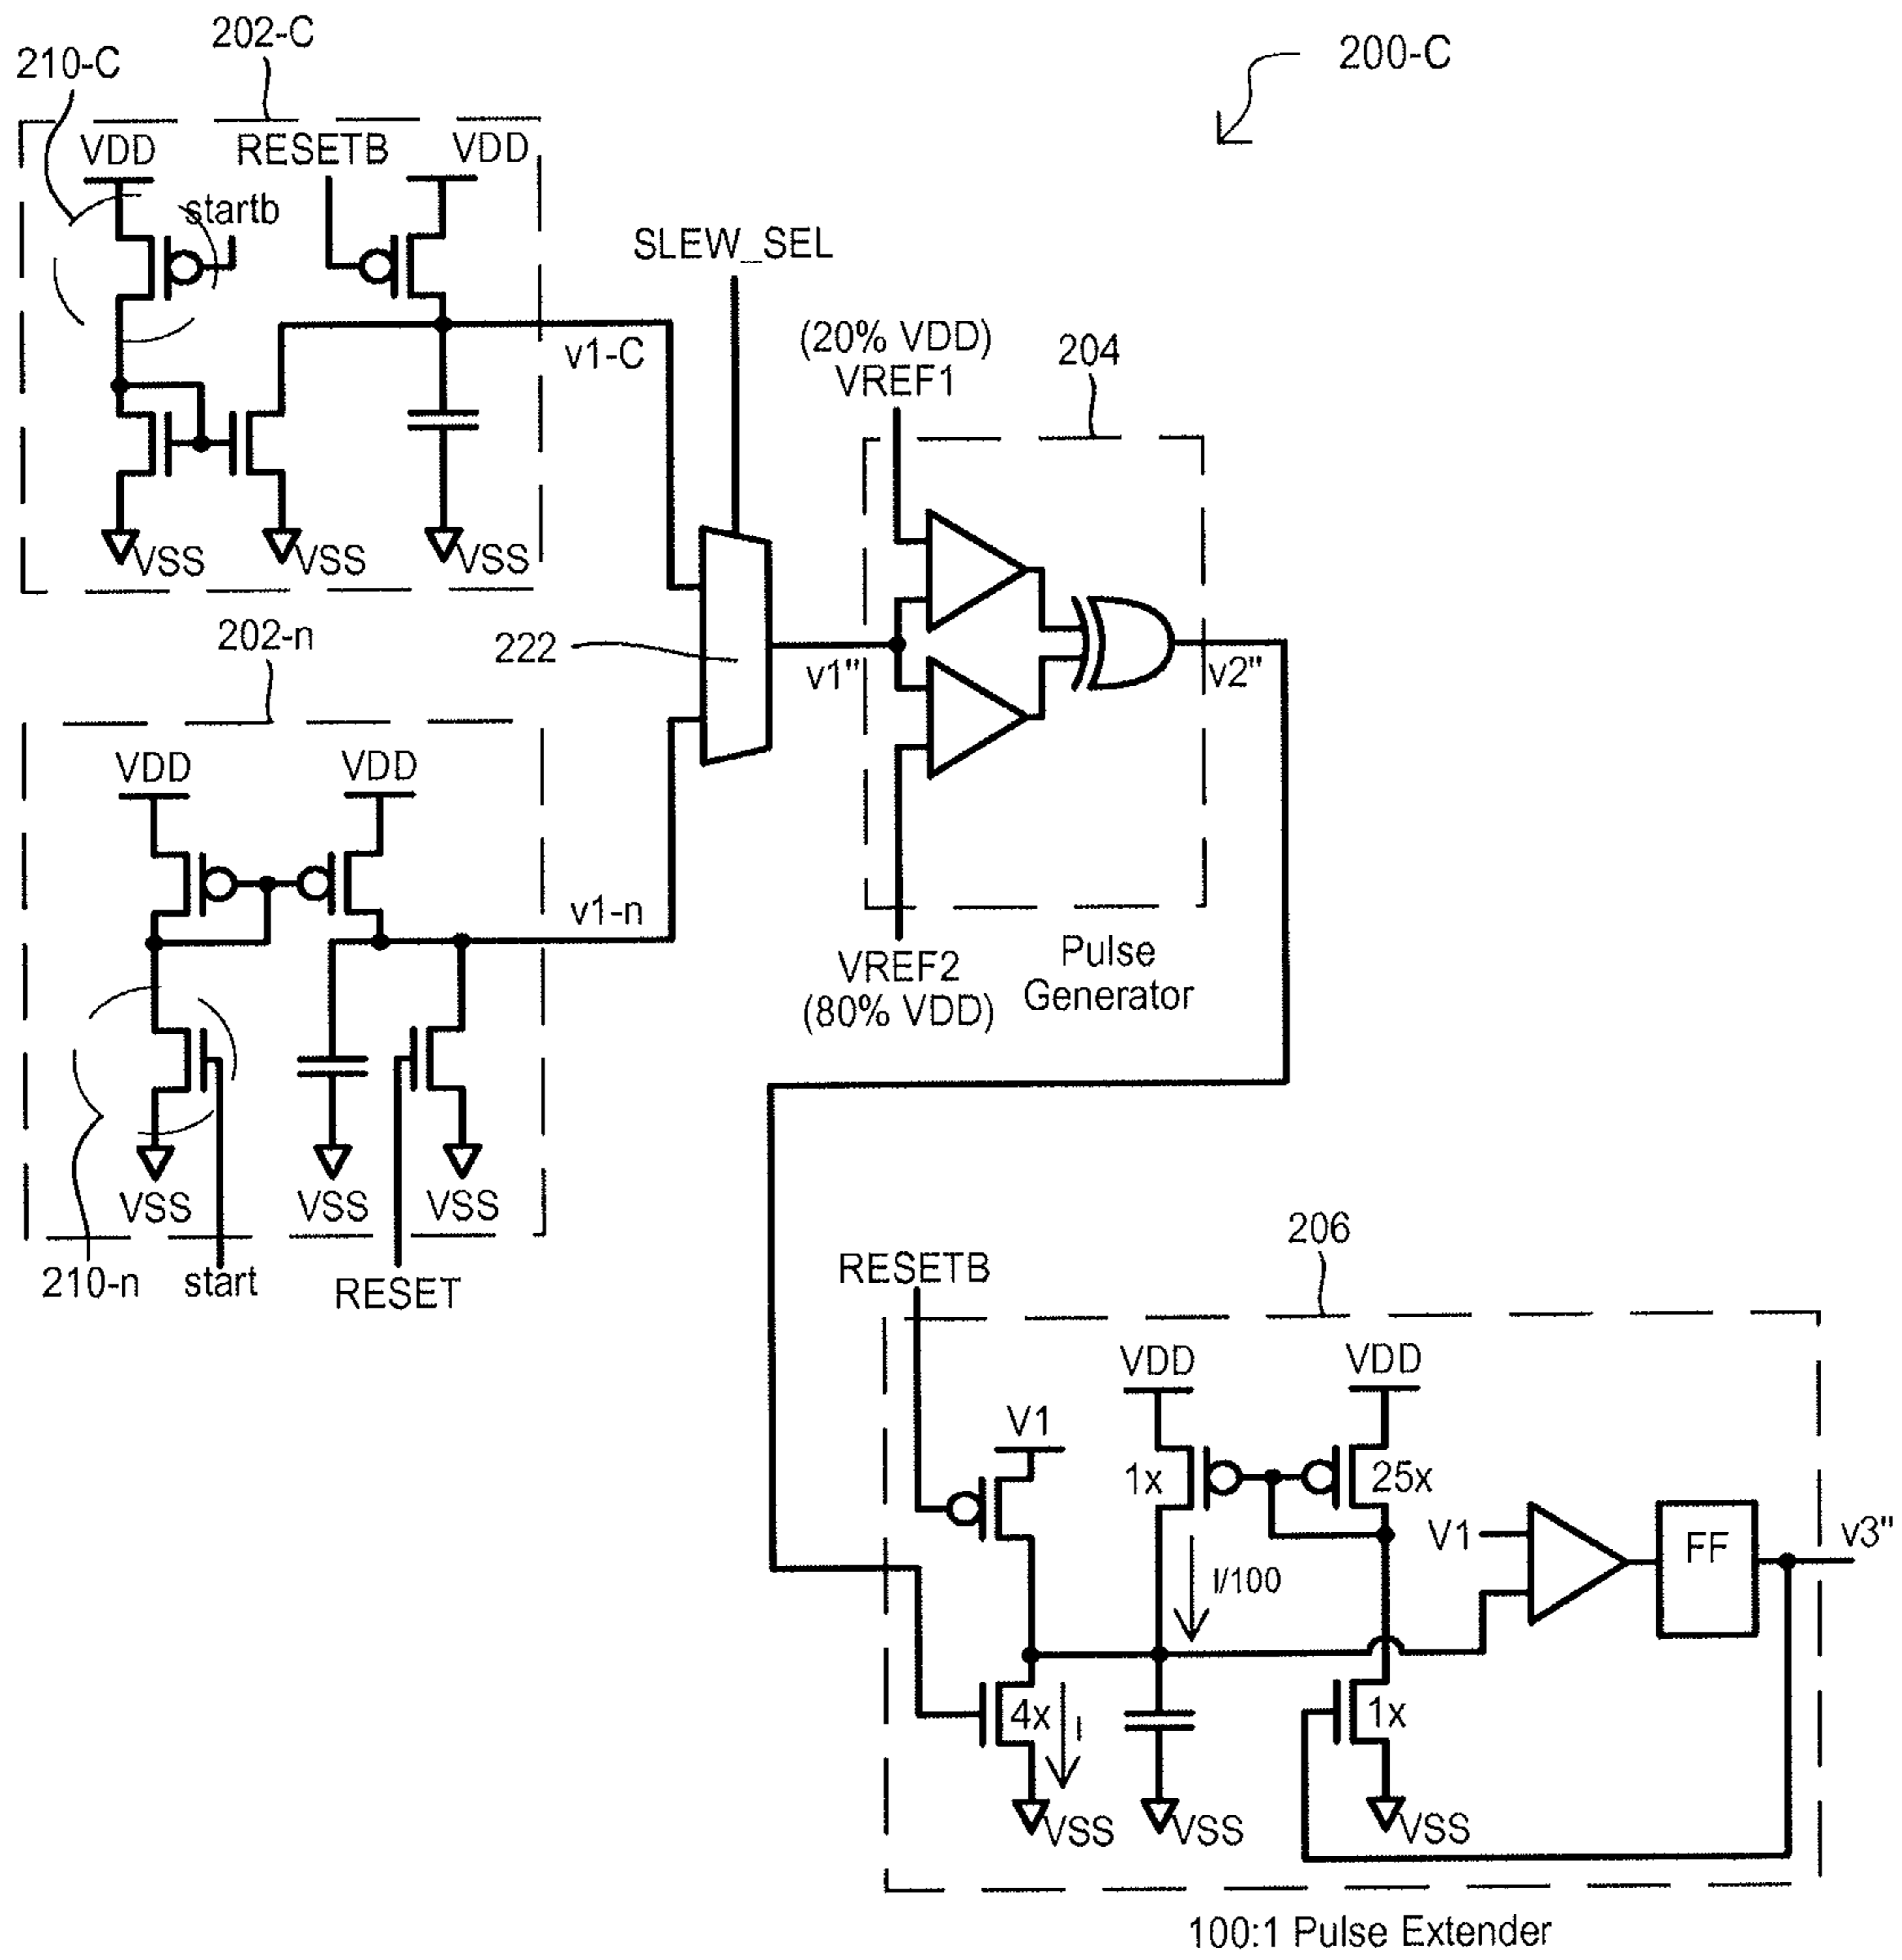 202-C
210-C
200-C
VDD
RESETB
VDD
startb
SLEW_SEL
v1-C
(20% VDD)
VREF1
204
VSS
VSS
VSS
202-n
222
v1"
v2"
VDD
VDD
v1-n
VREF2
(80% VDD)
Pulse
Generator
VSS
VSS
VSS
210-n
start
RESET
RESETB
206
VDD
VDD
V1
1x
25x
V1
FF
v3"
I/100
4x
I
1x
VSS
VSS
VSS
100:1 Pulse Extender